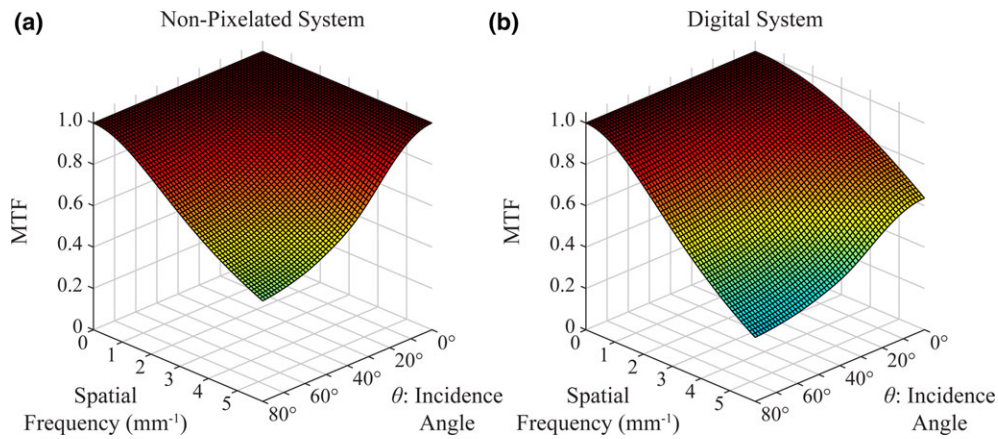 (a) Non-Pixelated System
1.0
0.8
0.6
0.4
0.2
0
MTF
0
1
2
3
4
5
Spatial
Frequency (mm⁻¹)
80°
60°
40°
20°
0°
θ: Incidence
Angle
(b) Digital System
1.0
0.8
0.6
0.4
0.2
0
MTF
0
1
2
3
4
5
Spatial
Frequency (mm⁻¹)
80°
60°
40°
20°
0°
θ: Incidence
Angle